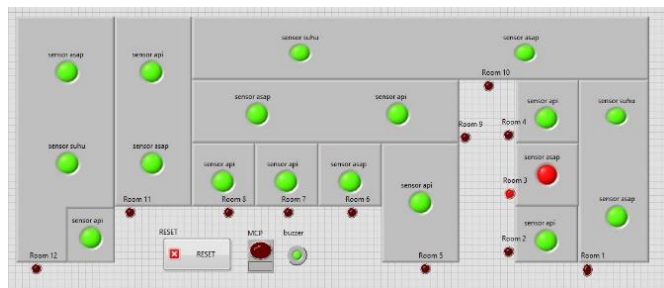 sensor suhu
sensor asap
sensor asap
sensor api
Room 10
sensor asap
sensor api
sensor api
sensor suhu
Room 9
Room 4
sensor suhu
sensor asap
sensor api
sensor api
sensor asap
sensor asap
sensor api
Room 3
sensor asap
Room 11
Room 8
Room 7
Room 6
sensor api
sensor api
RESET
MCP
buzzer
Room 2
RESET
Room 12
Room 5
Room 1